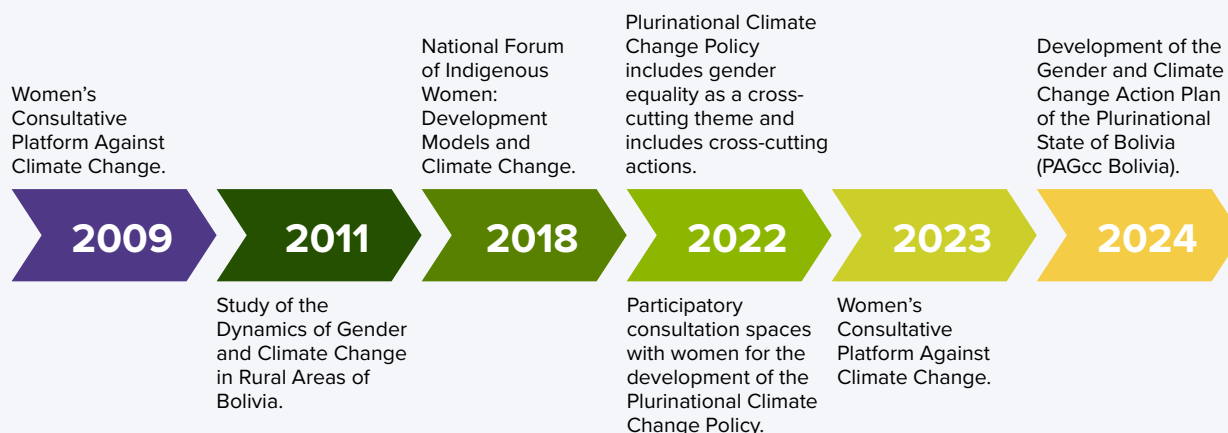 Women's
Consultative
Platform Against
Climate Change.
2009
2011
Study of the
Dynamics of Gender
and Climate Change
in Rural Areas of
Bolivia.
National Forum
of Indigenous
Women:
Development
Models and
Climate Change.
2018
Plurinational Climate
Change Policy
includes gender
equality as a cross-
cutting theme and
includes cross-cutting
actions.
2022
Participatory
consultation spaces
with women for the
development of the
Plurinational Climate
Change Policy.
2023
Women's
Consultative
Platform Against
Climate Change.
Development of the
Gender and Climate
Change Action Plan
of the Plurinational
State of Bolivia
(PAGcc Bolivia).
2024